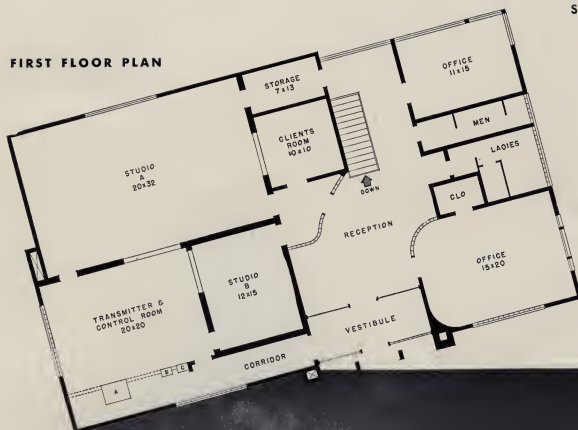 S
FIRST FLOOR PLAN
STORAGE
7x13
OFFICE
11x15
CLIENTS
ROOM
10x10
MEN
LADIES
STUDIO
A
20x32
DOWN
CLO
RECEPTION
STUDIO
B
12x15
OFFICE
15x20
TRANSMITTER &
CONTROL ROOM
20x20
VESTIBULE
CORRIDOR
A
B
C